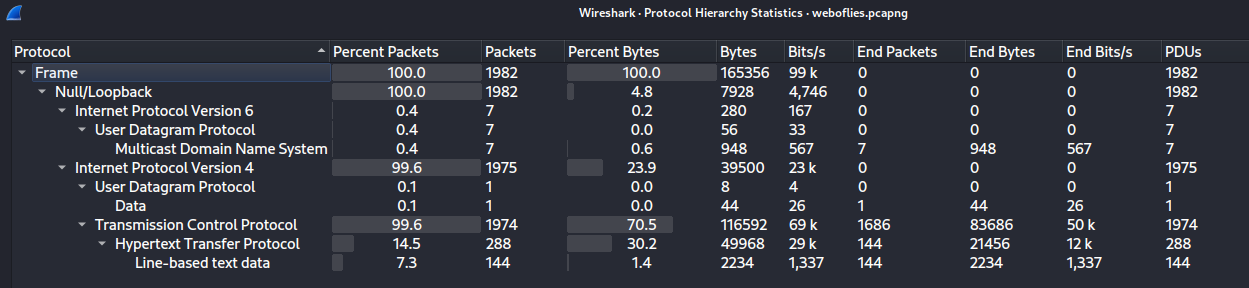 Wireshark · Protocol Hierarchy Statistics · weboflies.pcapng
Protocol Percent Packets Packets Percent Bytes Bytes Bits/s End Packets End Bytes End Bits/s PDUs
Frame 100.0 1982 100.0 165356 99 k 0 0 0 1982
Null/Loopback 100.0 1982 4.8 7928 4,746 0 0 0 1982
Internet Protocol Version 6 0.4 7 0.2 280 167 0 0 0 7
User Datagram Protocol 0.4 7 0.0 56 33 0 0 0 7
Multicast Domain Name System 0.4 7 0.6 948 567 7 948 567 7
Internet Protocol Version 4 99.6 1975 23.9 39500 23 k 0 0 0 1975
User Datagram Protocol 0.1 1 0.0 8 4 0 0 0 1
Data 0.1 1 0.0 44 26 1 44 26 1
Transmission Control Protocol 99.6 1974 70.5 116592 69 k 1686 83686 50 k 1974
Hypertext Transfer Protocol 14.5 288 30.2 49968 29 k 144 21456 12 k 288
Line-based text data 7.3 144 1.4 2234 1,337 144 2234 1,337 144